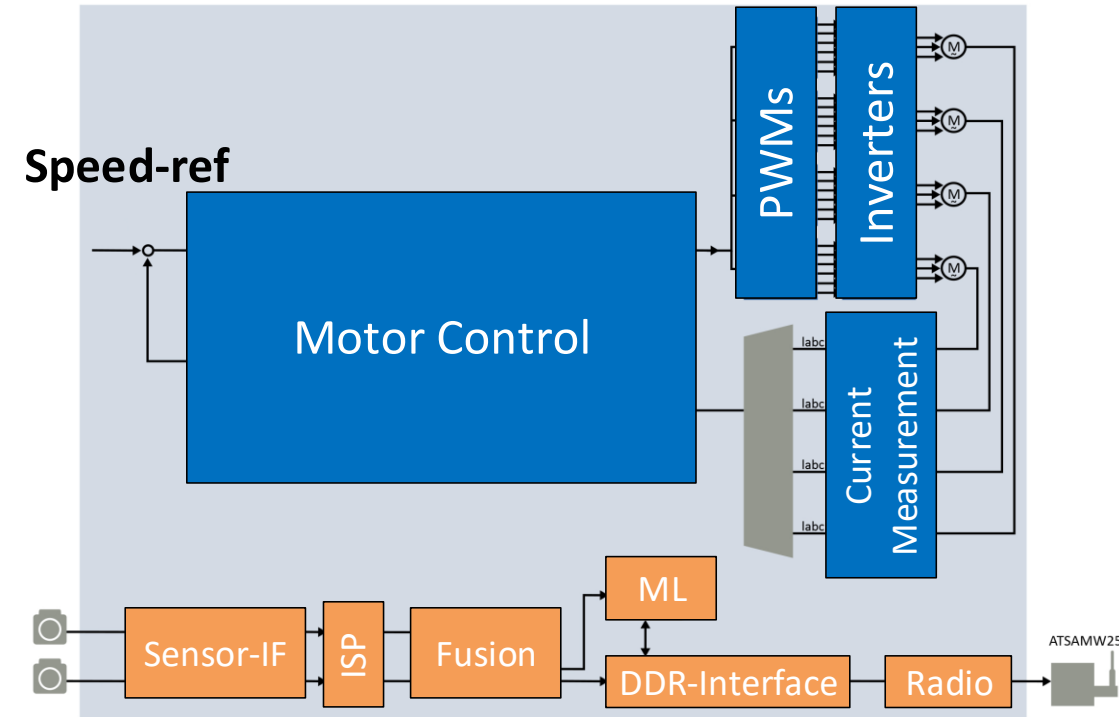 Speed-ref
Motor Control
PWMs
Inverters
M
~
M
~
M
~
M
~
Iabc
Iabc
Iabc
Iabc
Current
Measurement
ML
Sensor-IF
ISP
Fusion
DDR-Interface
Radio
ATSAMW25